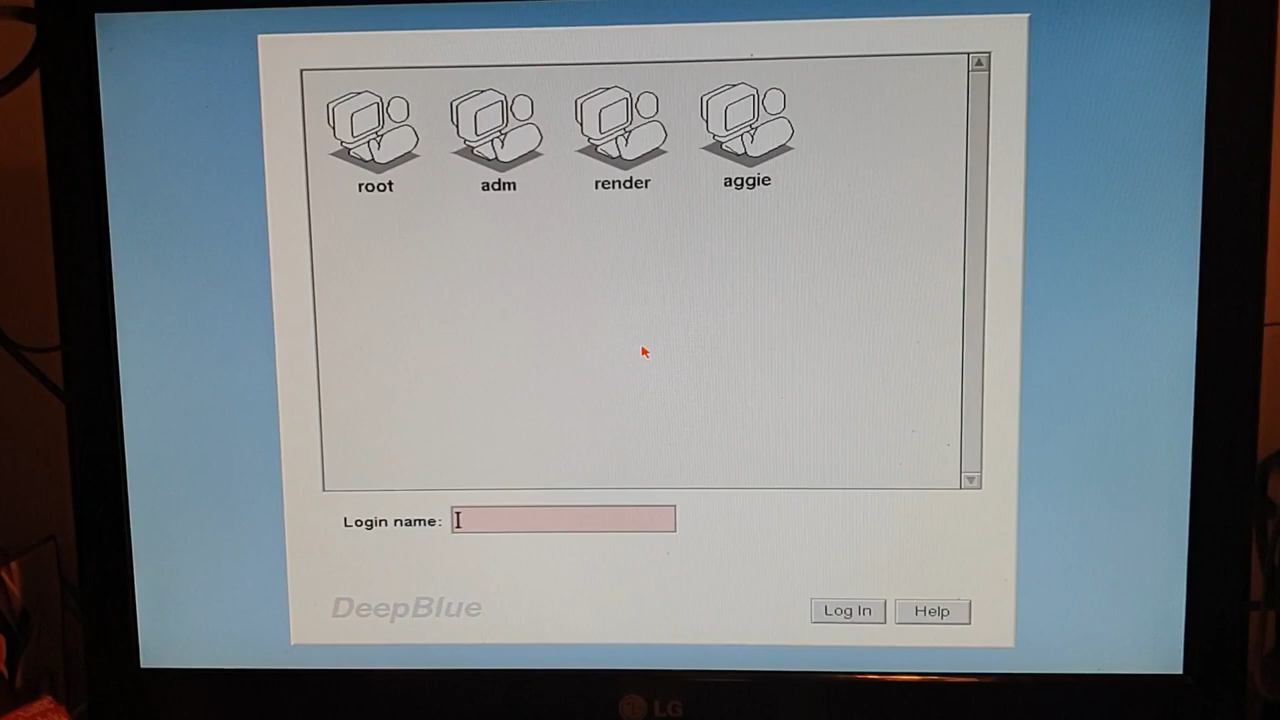 root adm render aggie
Login name:
DeepBlue
Log In Help
LG